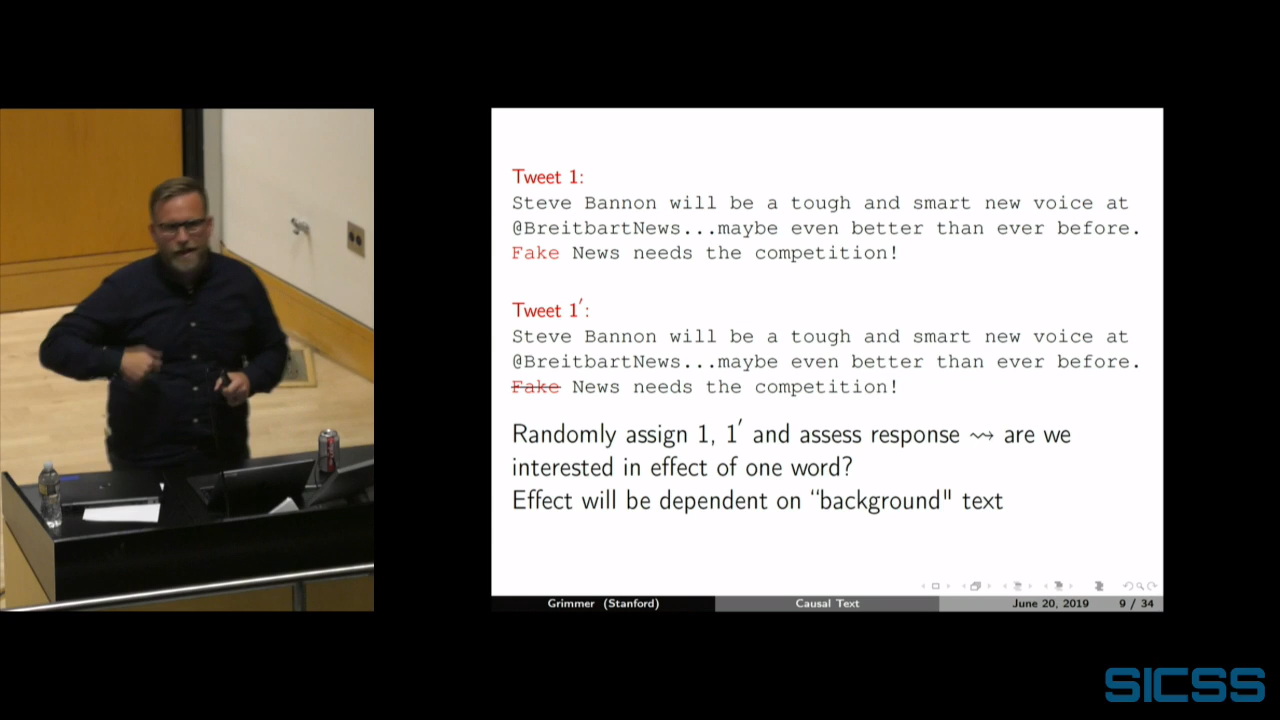 Tweet 1:
Steve Bannon will be a tough and smart new voice at
@BreitbartNews...maybe even better than ever before.
Fake News needs the competition!
Tweet 1′:
Steve Bannon will be a tough and smart new voice at
@BreitbartNews...maybe even better than ever before.
Fake News needs the competition!
Randomly assign 1, 1′ and assess response ⇝ are we
interested in effect of one word?
Effect will be dependent on “background" text
Grimmer (Stanford) Causal Text June 20, 2019 9 / 34
SICSS